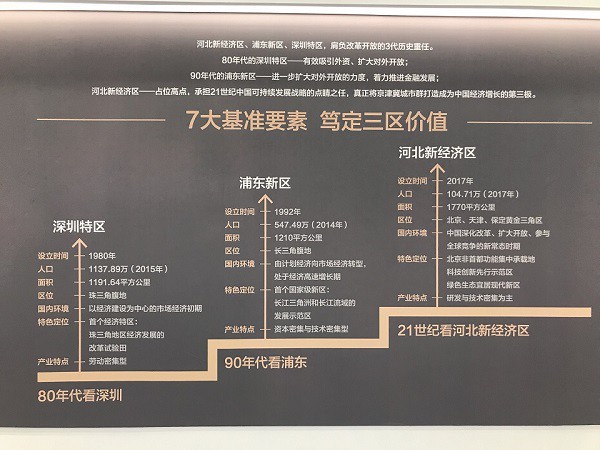 河北新经济区、浦东新区、深圳特区，肩负改革开放的3代历史重任。
80年代的深圳特区——有效吸引外资、扩大对外开放；
90年代的浦东新区——进一步扩大对外开放的力度，着力推进金融发展；
河北新经济区——占位高点，承担21世纪中国可持续发展战略的点睛之任，真正将京津冀城市群打造成为中国经济增长的第三极。
7大基准要素 笃定三区价值
深圳特区
设立时间 1980年
人口 1137.89万（2015年）
面积 1191.64平方公里
区位 珠三角腹地
国内环境 以经济建设为中心的市场经济初期
特色定位 首个经济特区：
珠三角地区经济发展的
改革试验田
产业特点 劳动密集型
80年代看深圳
浦东新区
设立时间 1992年
人口 547.49万（2014年）
面积 1210平方公里
区位 长三角腹地
国内环境 由计划经济向市场经济转型，
处于经济高速增长期
特色定位 首个国家级新区：
长江三角洲和长江流域的
发展示范区
产业特点 资本密集与技术密集型
90年代看浦东
河北新经济区
设立时间 2017年
人口 104.71万（2017年）
面积 1770平方公里
区位 北京、天津、保定黄金三角区
国内环境 中国深化改革、扩大开放、参与
全球竞争的新常态时期
特色定位 北京非首都功能集中承载地
科技创新先行示范区
绿色生态宜居现代新区
产业特点 研发与技术密集为主
21世纪看河北新经济区